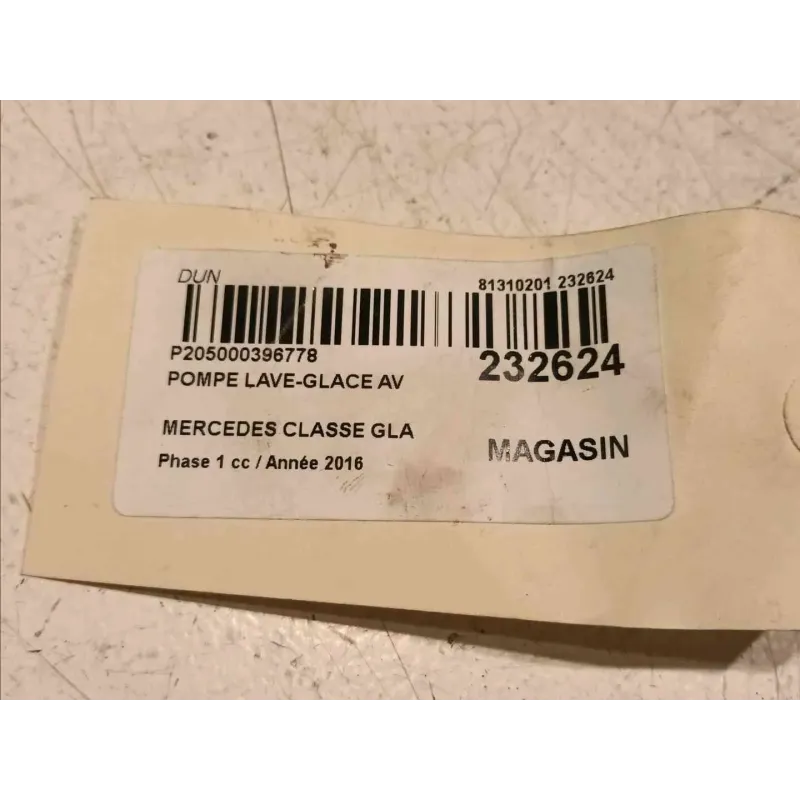 DUN
81310201 232624
P205000396778
232624
POMPE LAVE-GLACE AV
MERCEDES CLASSE GLA
MAGASIN
Phase 1 cc / Année 2016